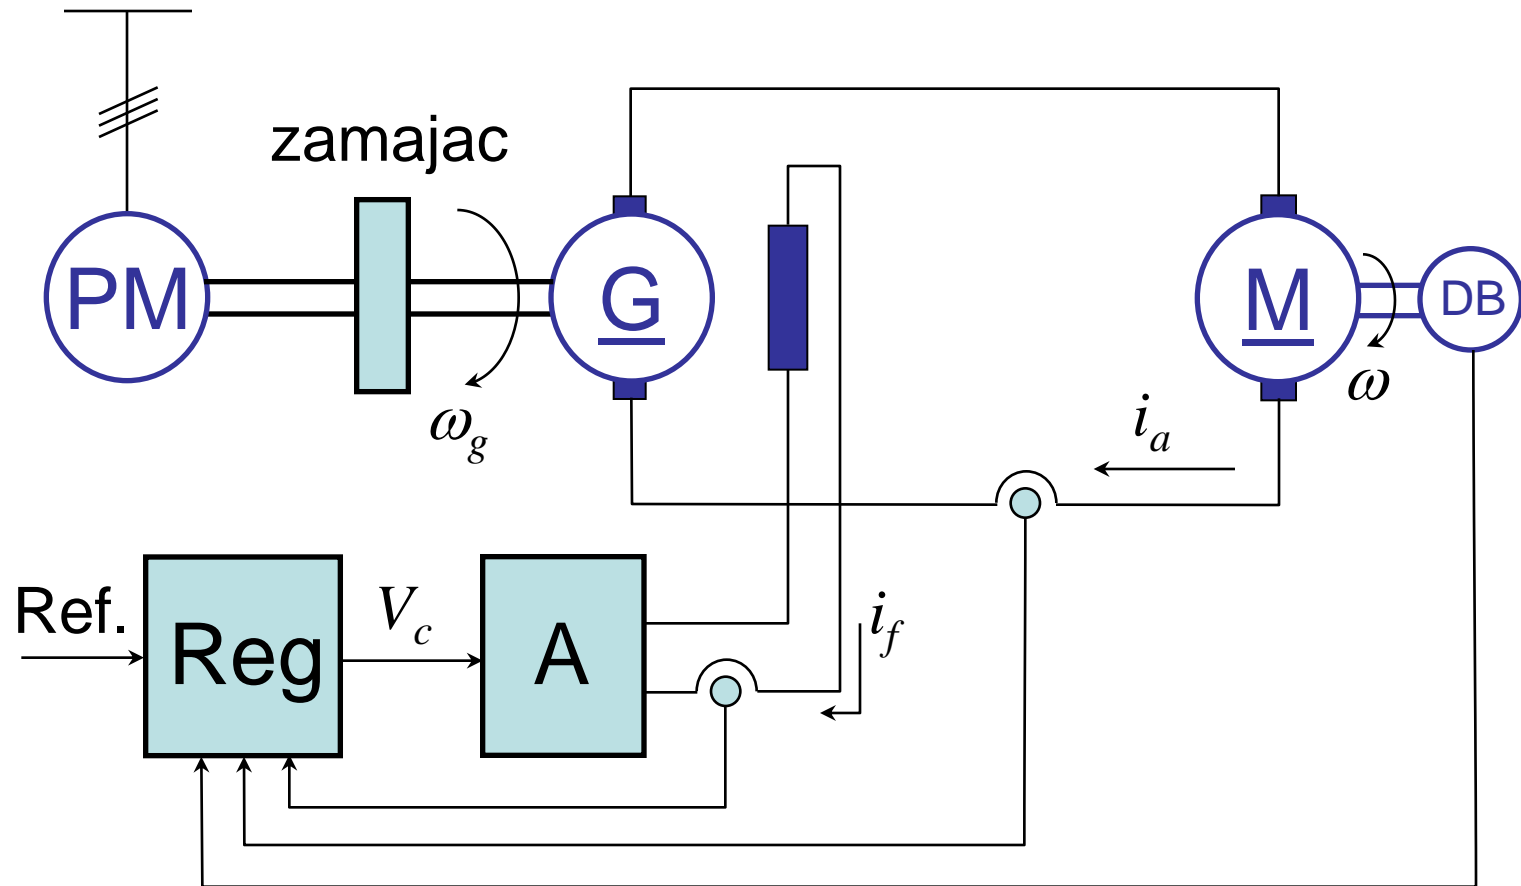 zamajac
PM
G
M
DB
ω
ω_g
i_a
Ref.
Reg
V_c
A
i_f